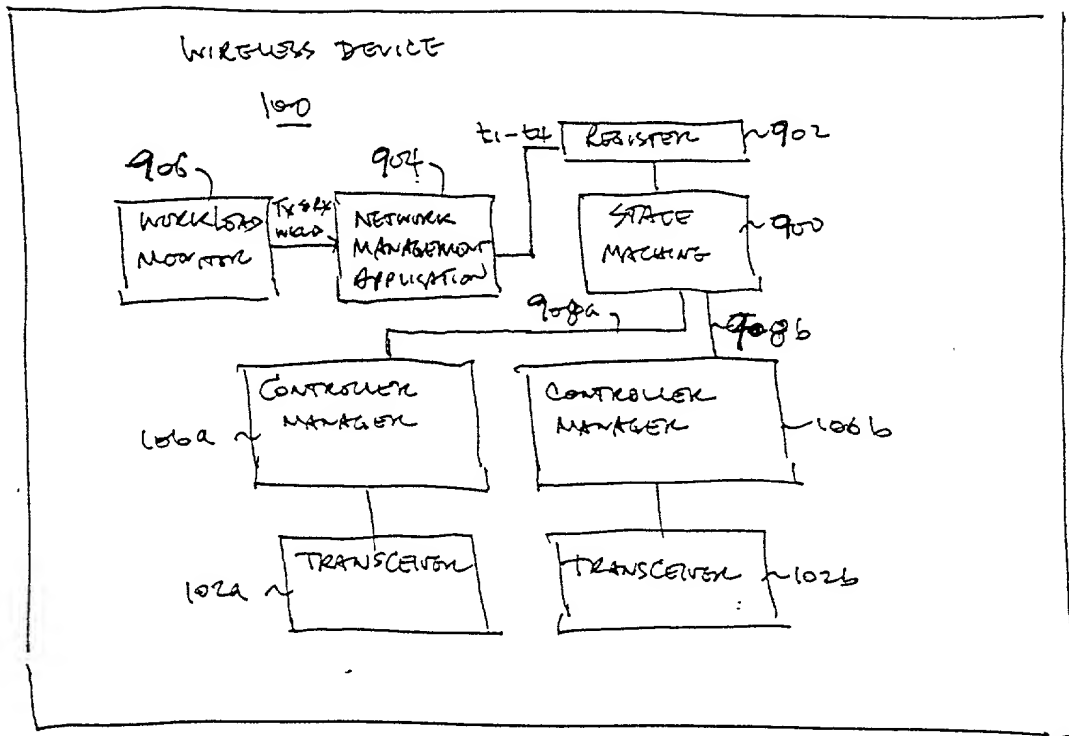 WIRELESS DEVICE
100
t1-t4
REGISTER
902
906
904
WORKLOAD
MONITOR
TX & RX
WKLD
NETWORK
MANAGEMENT
APPLICATION
STATE
MACHINE
900
908a
908b
CONTROLLER
MANAGER
106a
CONTROLLER
MANAGER
106b
TRANSCEIVER
102a
TRANSCEIVER
102b